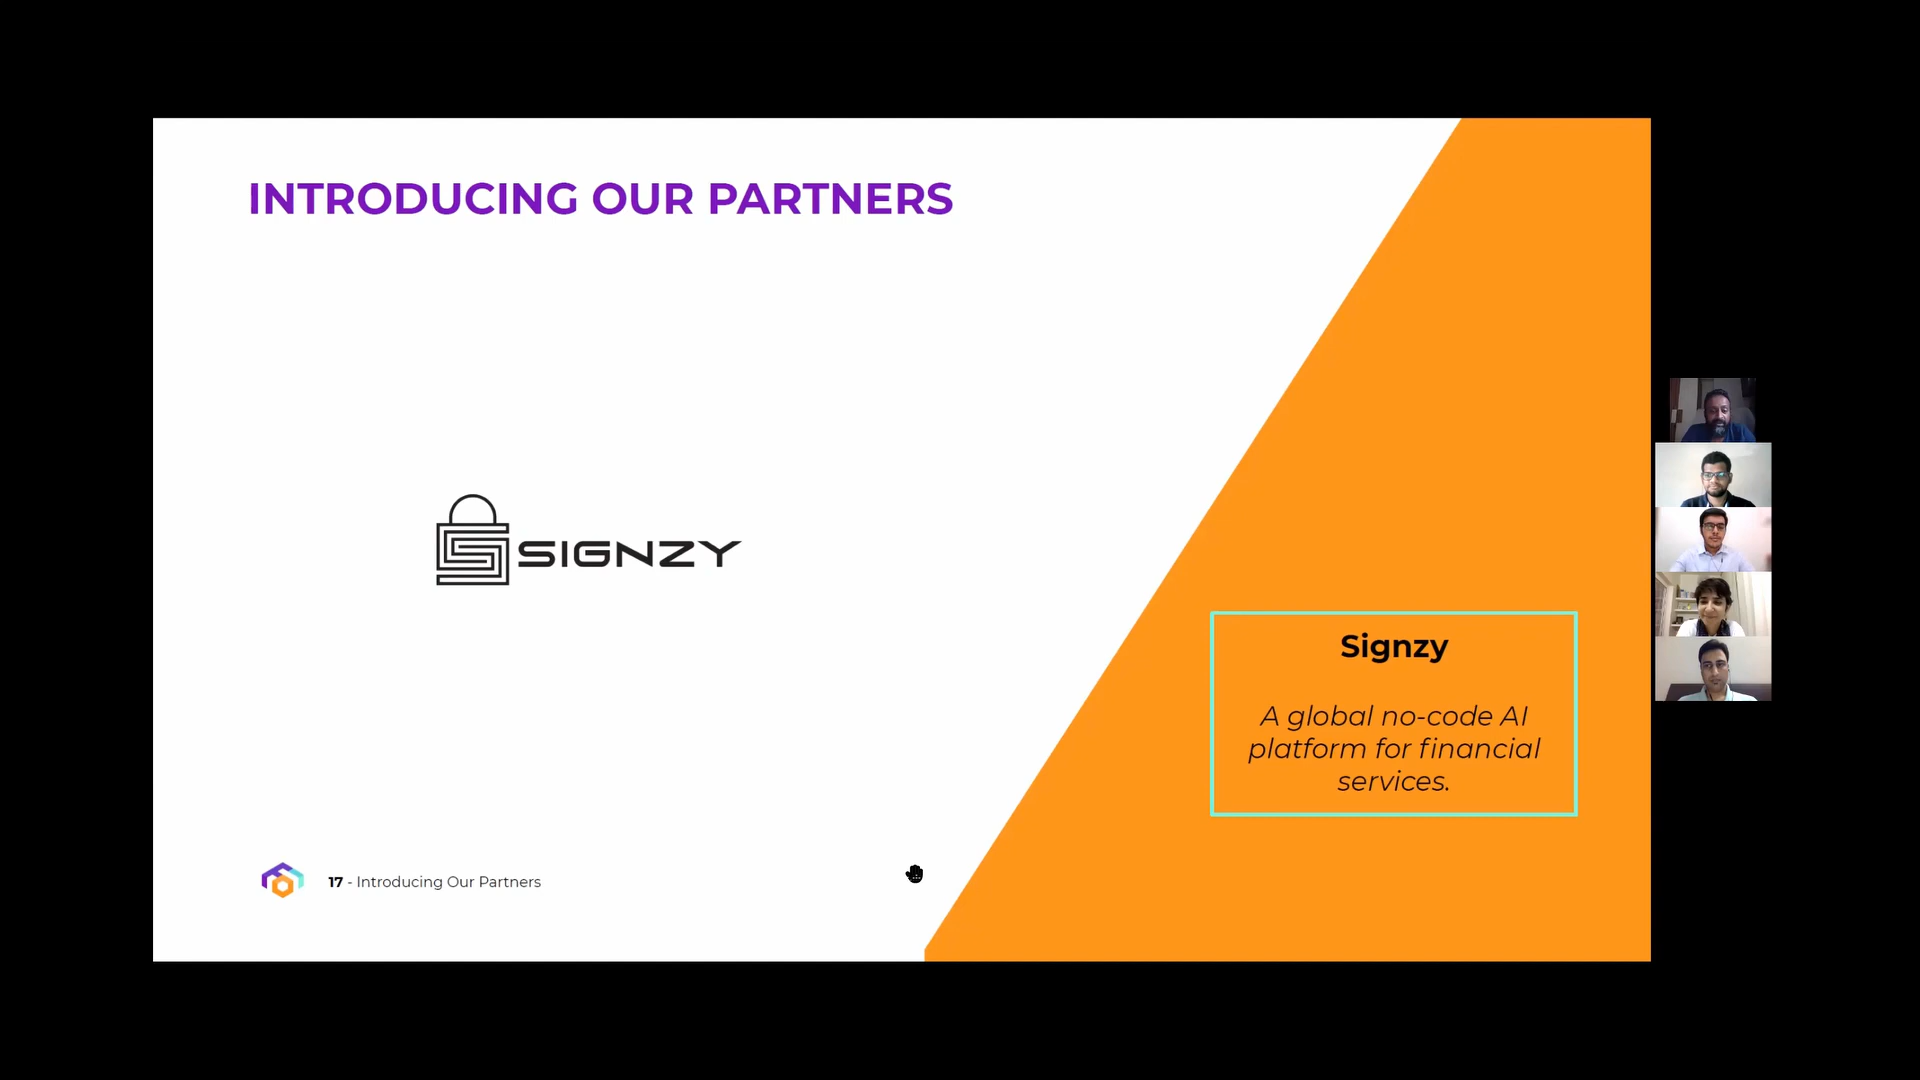 INTRODUCING OUR PARTNERS
SIGNZY
Signzy
A global no-code AI
platform for financial
services.
17 - Introducing Our Partners